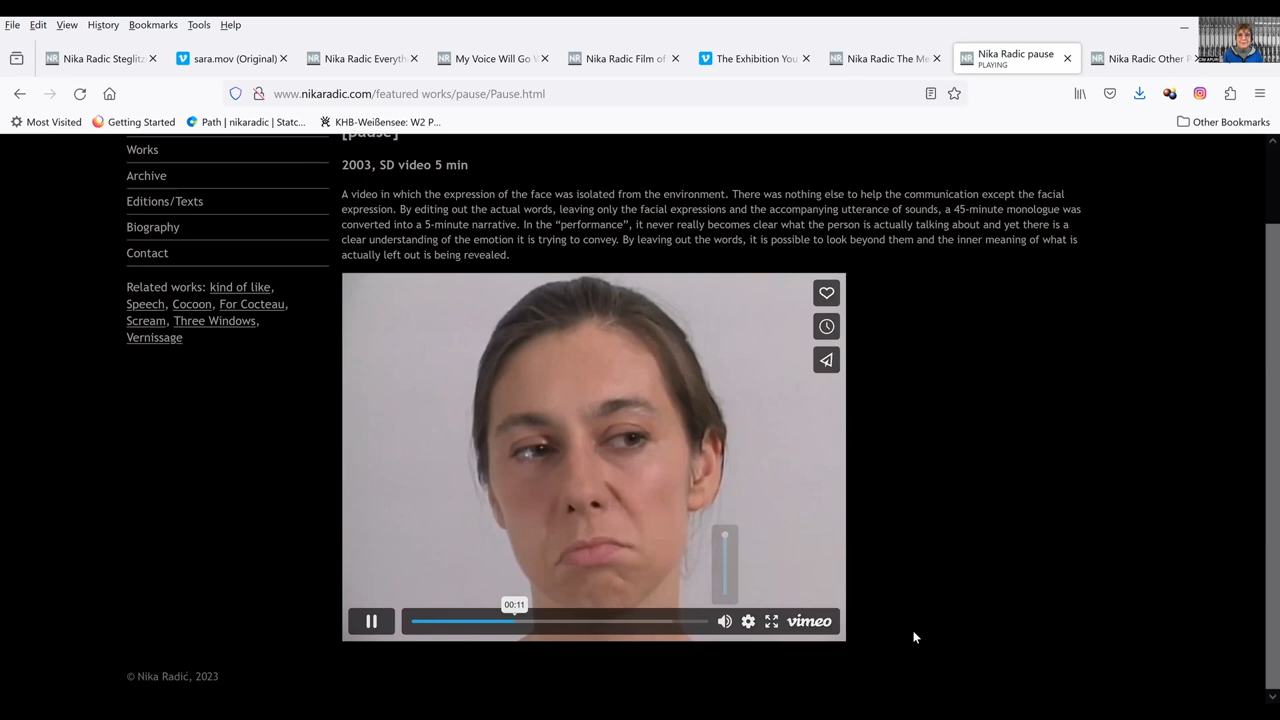 File Edit View History Bookmarks Tools Help
Nika Radic Steglitz
sara.mov (Original)
Nika Radic Everyth
My Voice Will Go W
Nika Radic Film of
The Exhibition You
Nika Radic The Me
Nika Radic pause
PLAYING
Nika Radic Other P
www.nikaradic.com/featured works/pause/Pause.html
Most Visited
Getting Started
Path | nikaradic | Statc...
KHB-Weißensee: W2 P...
Other Bookmarks
[pause]
Works
Archive
Editions/Texts
Biography
Contact
Related works: kind of like,
Speech, Cocoon, For Cocteau,
Scream, Three Windows,
Vernissage
2003, SD video 5 min
A video in which the expression of the face was isolated from the environment. There was nothing else to help the communication except the facial
expression. By editing out the actual words, leaving only the facial expressions and the accompanying utterance of sounds, a 45-minute monologue was
converted into a 5-minute narrative. In the “performance”, it never really becomes clear what the person is actually talking about and yet there is a
clear understanding of the emotion it is trying to convey. By leaving out the words, it is possible to look beyond them and the inner meaning of what is
actually left out is being revealed.
00:11
vimeo
© Nika Radić, 2023